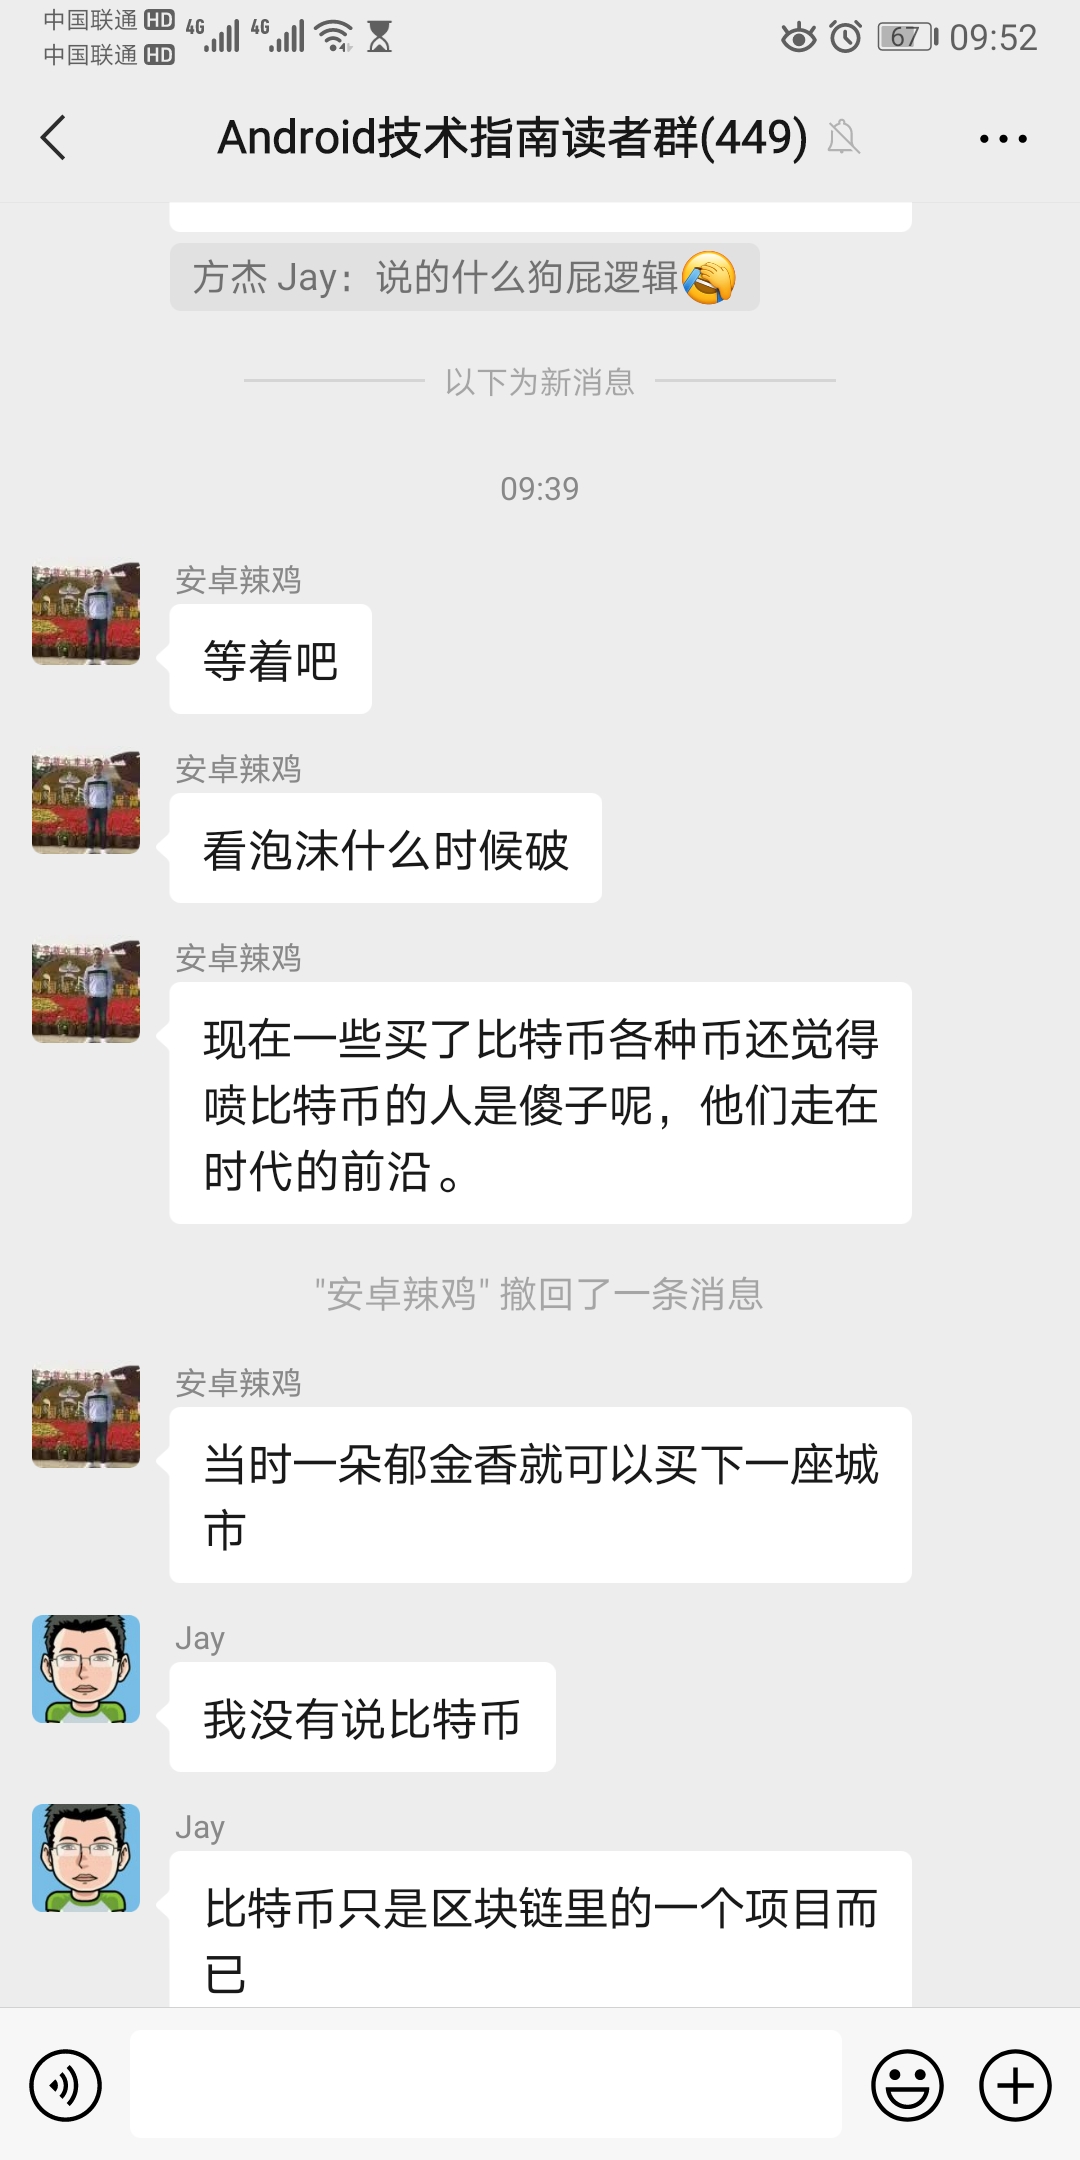 中国联通 HD 4G 4G
中国联通 HD
67 09:52
Android技术指南读者群(449)
方杰 Jay：说的什么狗屁逻辑
以下为新消息
09:39
安卓辣鸡
等着吧
安卓辣鸡
看泡沫什么时候破
安卓辣鸡
现在一些买了比特币各种币还觉得
喷比特币的人是傻子呢，他们走在
时代的前沿。
"安卓辣鸡" 撤回了一条消息
安卓辣鸡
当时一朵郁金香就可以买下一座城
市
Jay
我没有说比特币
Jay
比特币只是区块链里的一个项目而
已